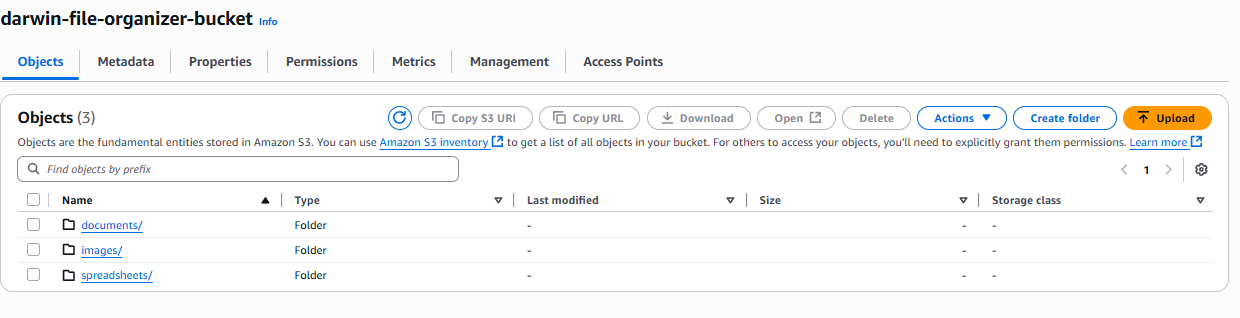 darwin-file-organizer-bucket Info
Objects Metadata Properties Permissions Metrics Management Access Points
Objects (3) Copy S3 URI Copy URL Download Open Delete Actions Create folder Upload
Objects are the fundamental entities stored in Amazon S3. You can use Amazon S3 inventory to get a list of all objects in your bucket. For others to access your objects, you'll need to explicitly grant them permissions. Learn more
Find objects by prefix 1
Name Type Last modified Size Storage class
documents/ Folder - - -
images/ Folder - - -
spreadsheets/ Folder - - -